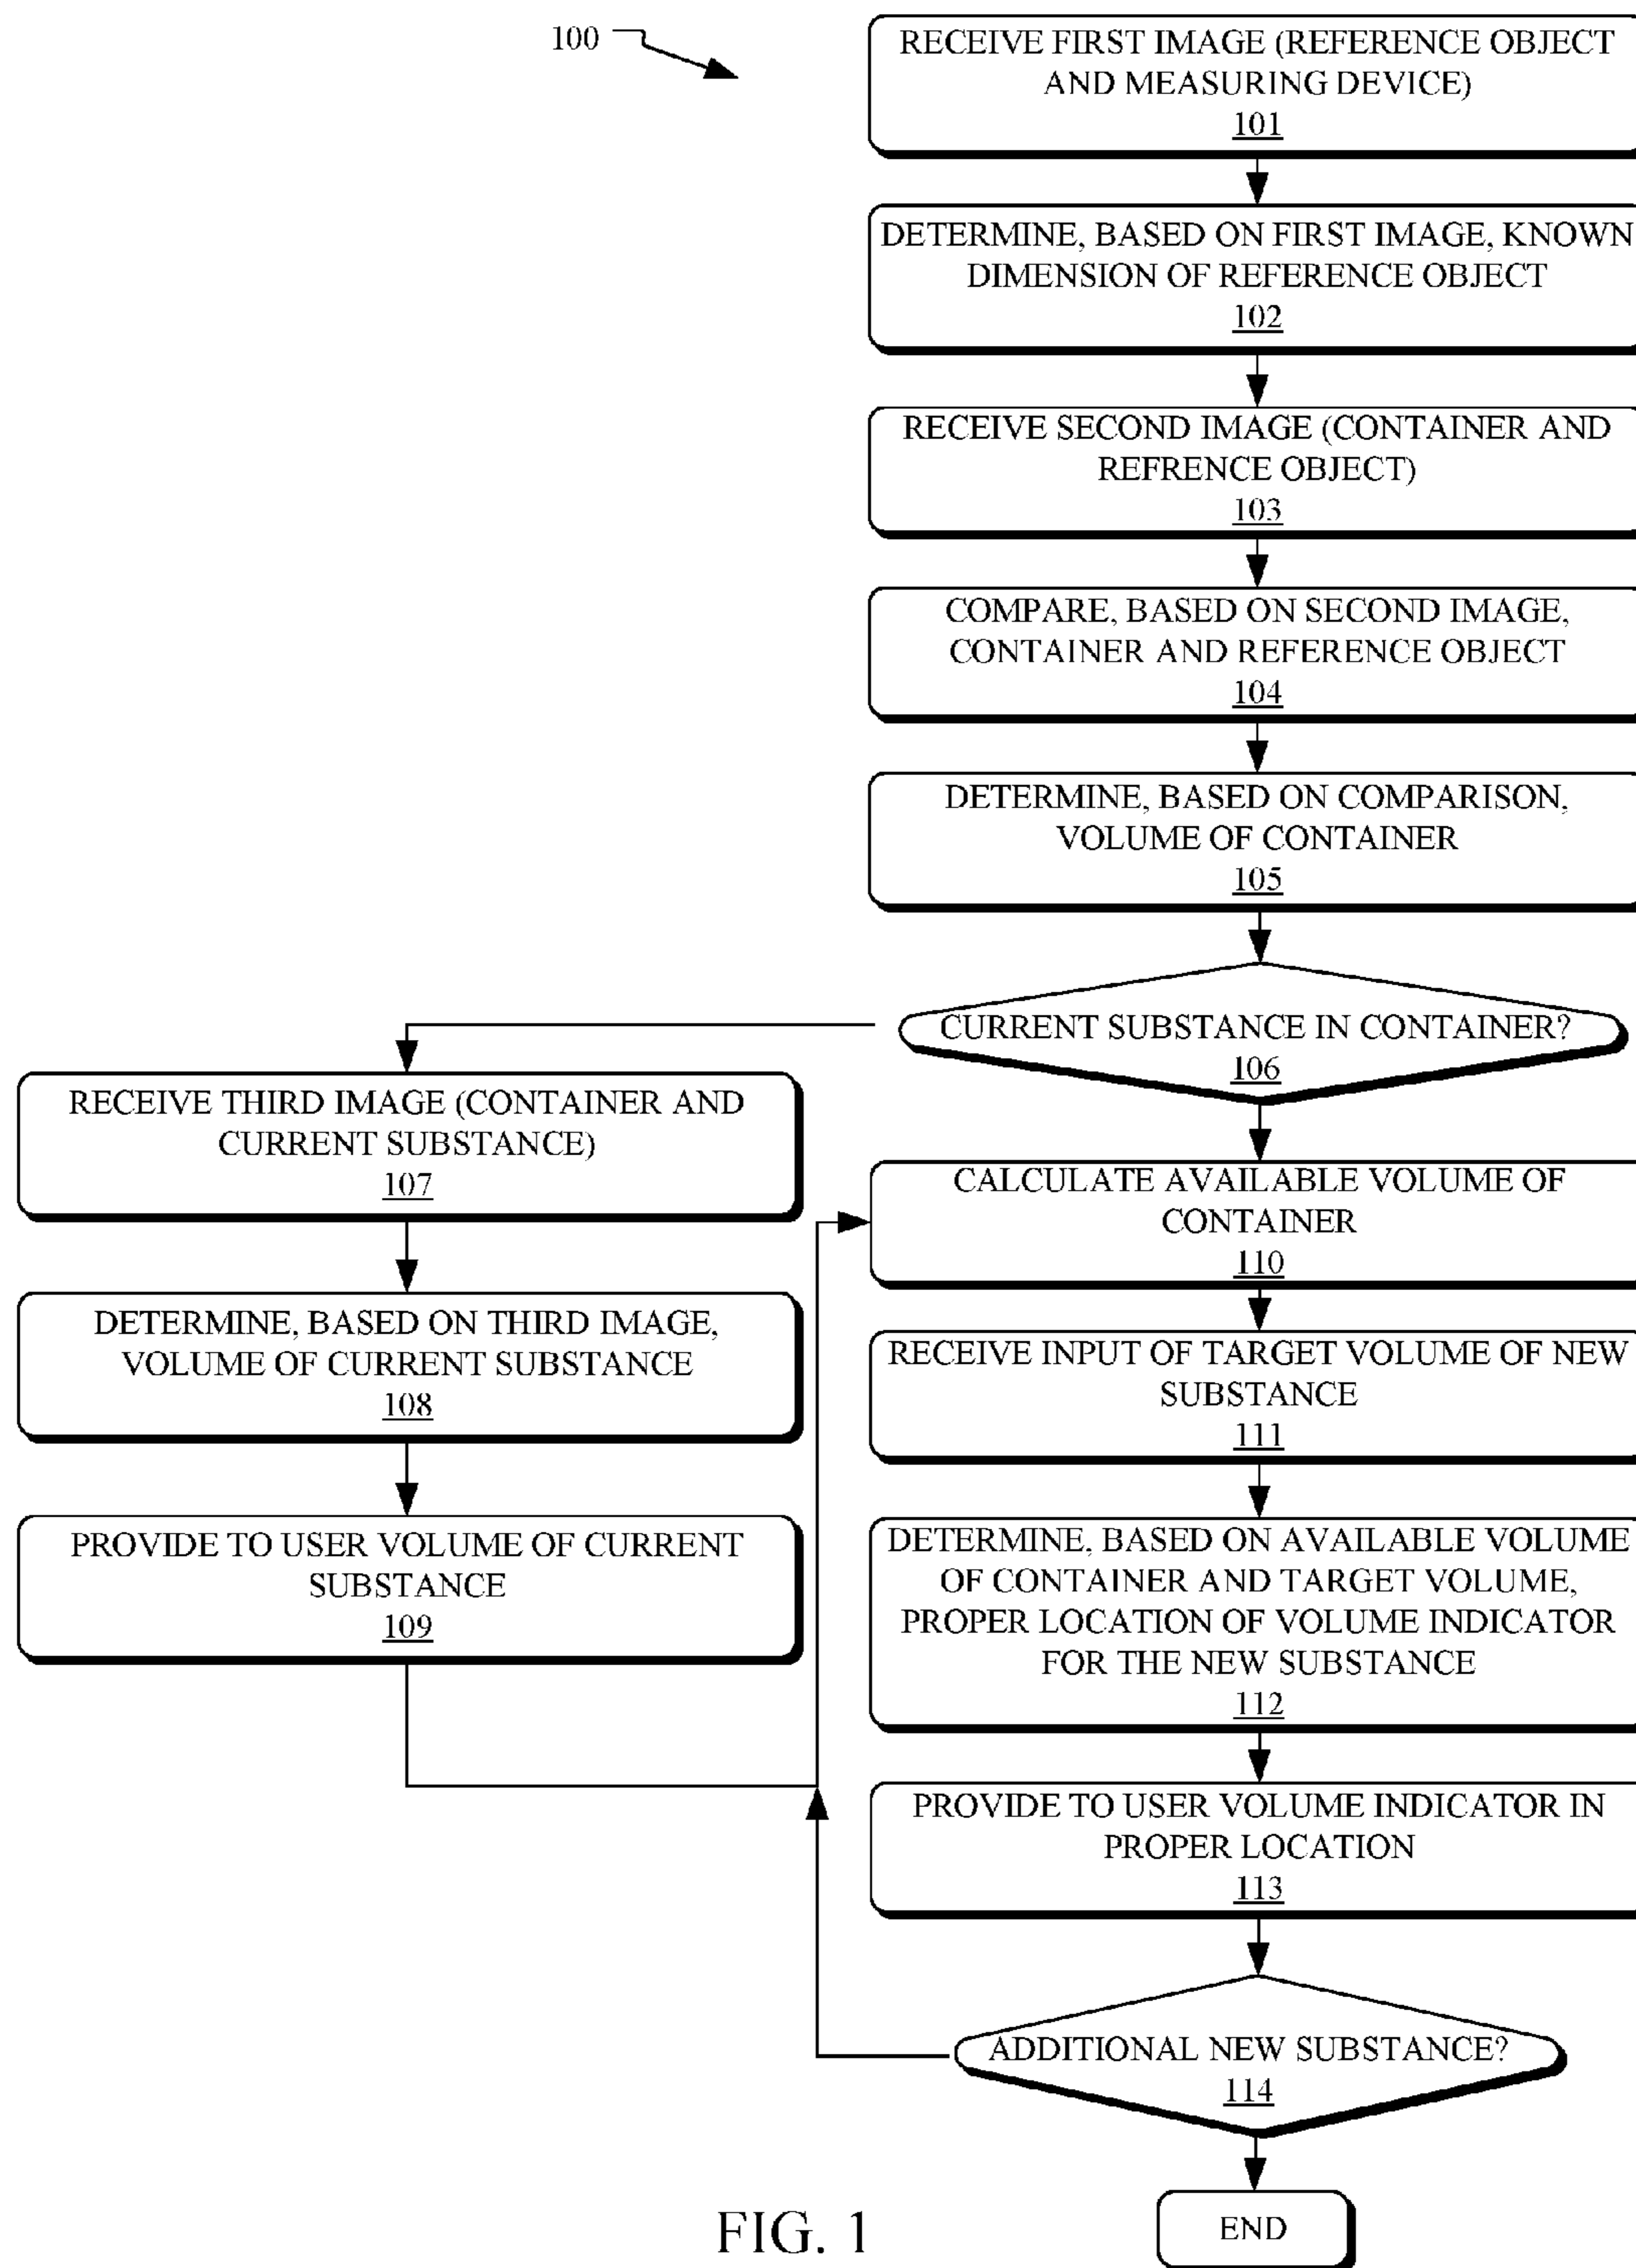 100
RECEIVE FIRST IMAGE (REFERENCE OBJECT
AND MEASURING DEVICE)
101
DETERMINE, BASED ON FIRST IMAGE, KNOWN
DIMENSION OF REFERENCE OBJECT
102
RECEIVE SECOND IMAGE (CONTAINER AND
REFRENCE OBJECT)
103
COMPARE, BASED ON SECOND IMAGE,
CONTAINER AND REFERENCE OBJECT
104
DETERMINE, BASED ON COMPARISON,
VOLUME OF CONTAINER
105
CURRENT SUBSTANCE IN CONTAINER?
106
RECEIVE THIRD IMAGE (CONTAINER AND
CURRENT SUBSTANCE)
107
DETERMINE, BASED ON THIRD IMAGE,
VOLUME OF CURRENT SUBSTANCE
108
PROVIDE TO USER VOLUME OF CURRENT
SUBSTANCE
109
CALCULATE AVAILABLE VOLUME OF
CONTAINER
110
RECEIVE INPUT OF TARGET VOLUME OF NEW
SUBSTANCE
111
DETERMINE, BASED ON AVAILABLE VOLUME
OF CONTAINER AND TARGET VOLUME,
PROPER LOCATION OF VOLUME INDICATOR
FOR THE NEW SUBSTANCE
112
PROVIDE TO USER VOLUME INDICATOR IN
PROPER LOCATION
113
ADDITIONAL NEW SUBSTANCE?
114
END
FIG. 1